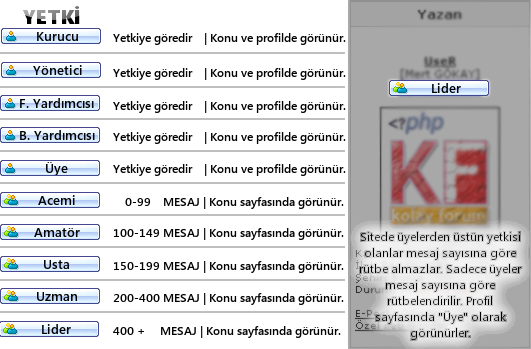 YETKİ
Kurucu Yetkiye göredir | Konu ve profilde görünür.
Yönetici Yetkiye göredir | Konu ve profilde görünür.
F. Yardımcısı Yetkiye göredir | Konu ve profilde görünür.
B. Yardımcısı Yetkiye göredir | Konu ve profilde görünür.
Üye Yetkiye göredir | Konu ve profilde görünür.
Acemi 0-99 MESAJ | Konu sayfasında görünür.
Amatör 100-149 MESAJ | Konu sayfasında görünür.
Usta 150-199 MESAJ | Konu sayfasında görünür.
Uzman 200-400 MESAJ | Konu sayfasında görünür.
Lider 400 + MESAJ | Konu sayfasında görünür.
Yazan
UseR
[Mert GÖKAY]
Lider
<?php
KF
kolay forum
Sitede üyelerden üstün yetkisi
olanlar mesaj sayısına göre
rütbe almazlar. Sadece üyeler
mesaj sayısına göre
rütbelendirilir. Profil
sayfasında "Üye" olarak
görünürler.